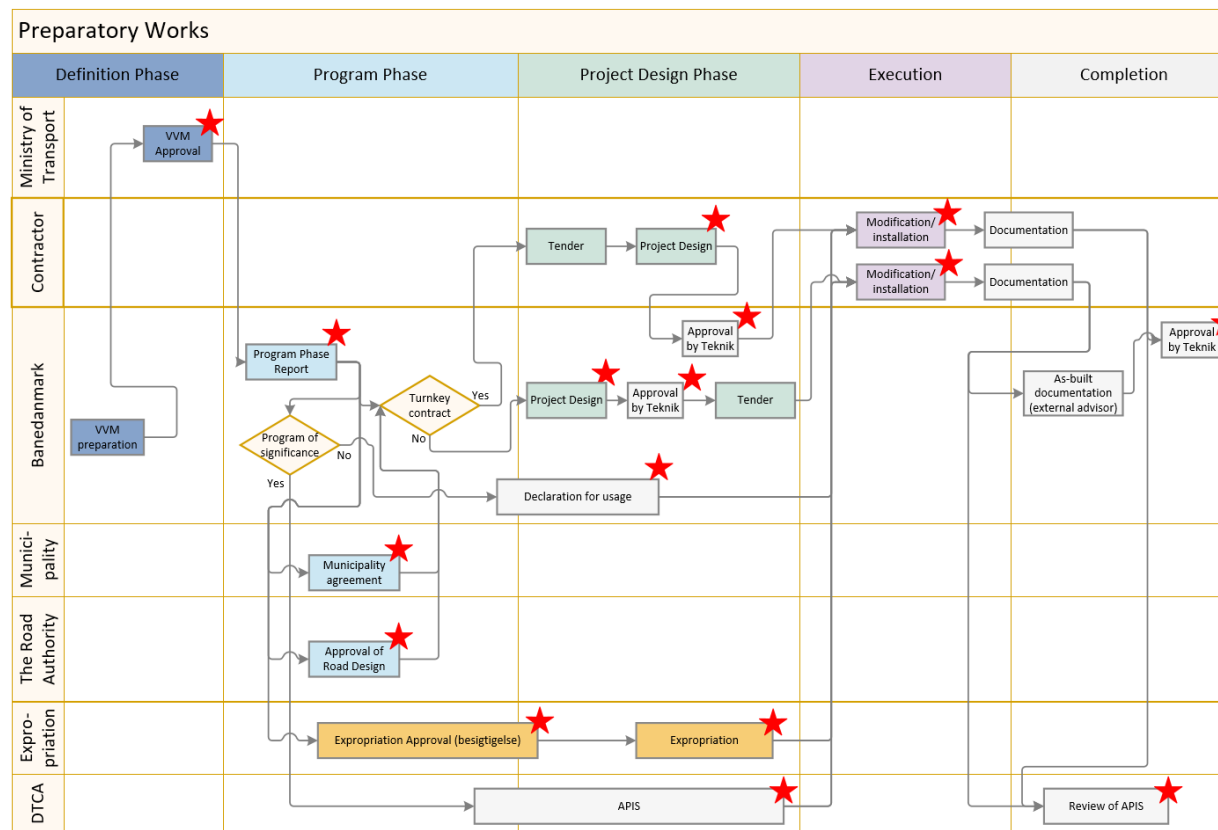 Preparatory Works
Definition Phase
Program Phase
Project Design Phase
Execution
Completion
Ministry of
Transport
VVM
Approval
Contractor
Tender
Project Design
Modification/
installation
Documentation
Modification/
installation
Documentation
Banedanmark
Approval
by Teknik
Approval
by Teknik
Program Phase
Report
Turnkey
contract
Yes
No
Project Design
Approval
by Teknik
Tender
As-built
documentation
(external advisor)
VVM
preparation
Program of
significance
No
Yes
Declaration for usage
Munici-
pality
Municipality
agreement
The Road
Authority
Approval of
Road Design
Expro-
priation
Expropriation Approval (besigtigelse)
Expropriation
DTCA
APIS
Review of APIS